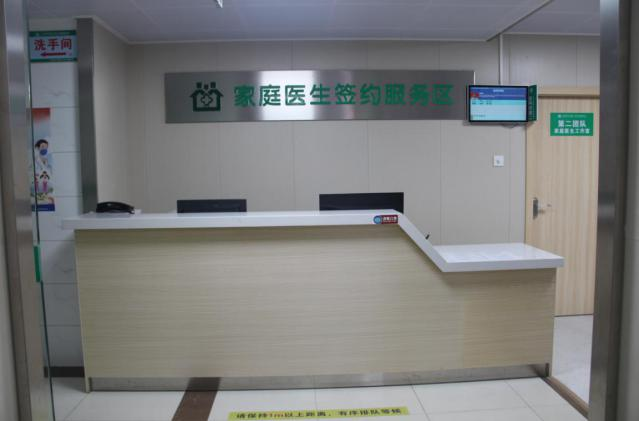 洗手间
家庭医生签约服务区
第二团队
家庭医生工作室
请保持1m以上距离，有序排队等候